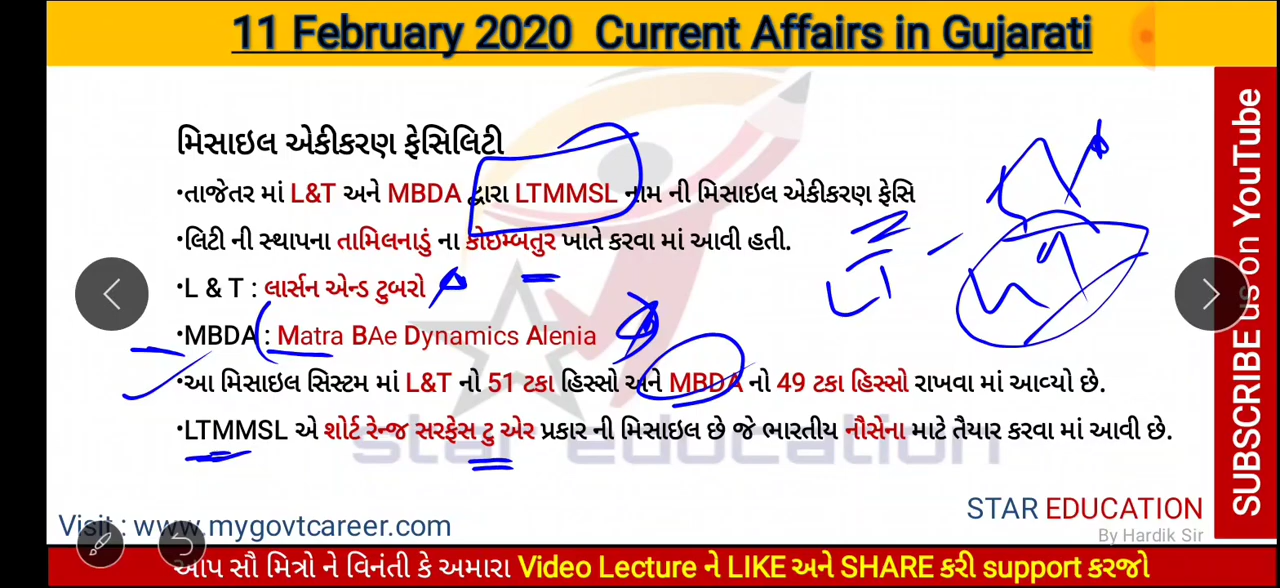 11 February 2020 Current Affairs in Gujarati
મિસાઇલ એકીકરણ ફેસિલિટી
•તાજેતર માં L&T અને MBDA દ્વારા LTMMSL નામ ની મિસાઇલ એકીકરણ ફેસિ
•લિટી ની સ્થાપના તામિલનાડું ના કોઇમ્બતુર ખાતે કરવા માં આવી હતી.
•L & T : લાર્સન એન્ડ ટુબરો
•MBDA : Matra BAe Dynamics Alenia
•આ મિસાઇલ સિસ્ટમ માં L&T નો 51 ટકા હિસ્સો અને MBDA નો 49 ટકા હિસ્સો રાખવા માં આવ્યો છે.
•LTMMSL એ શોર્ટ રેન્જ સરફેસ ટુ એર પ્રકાર ની મિસાઇલ છે જે ભારતીય નૌસેના માટે તૈયાર કરવા માં આવી છે.
star education
STAR EDUCATION
By Hardik Sir
Visit : www.mygovtcareer.com
આપ સૌ મિત્રો ને વિનંતી કે અમારા Video Lecture ને LIKE અને SHARE કરી support કરજો
SUBSCRIBE us on YouTube